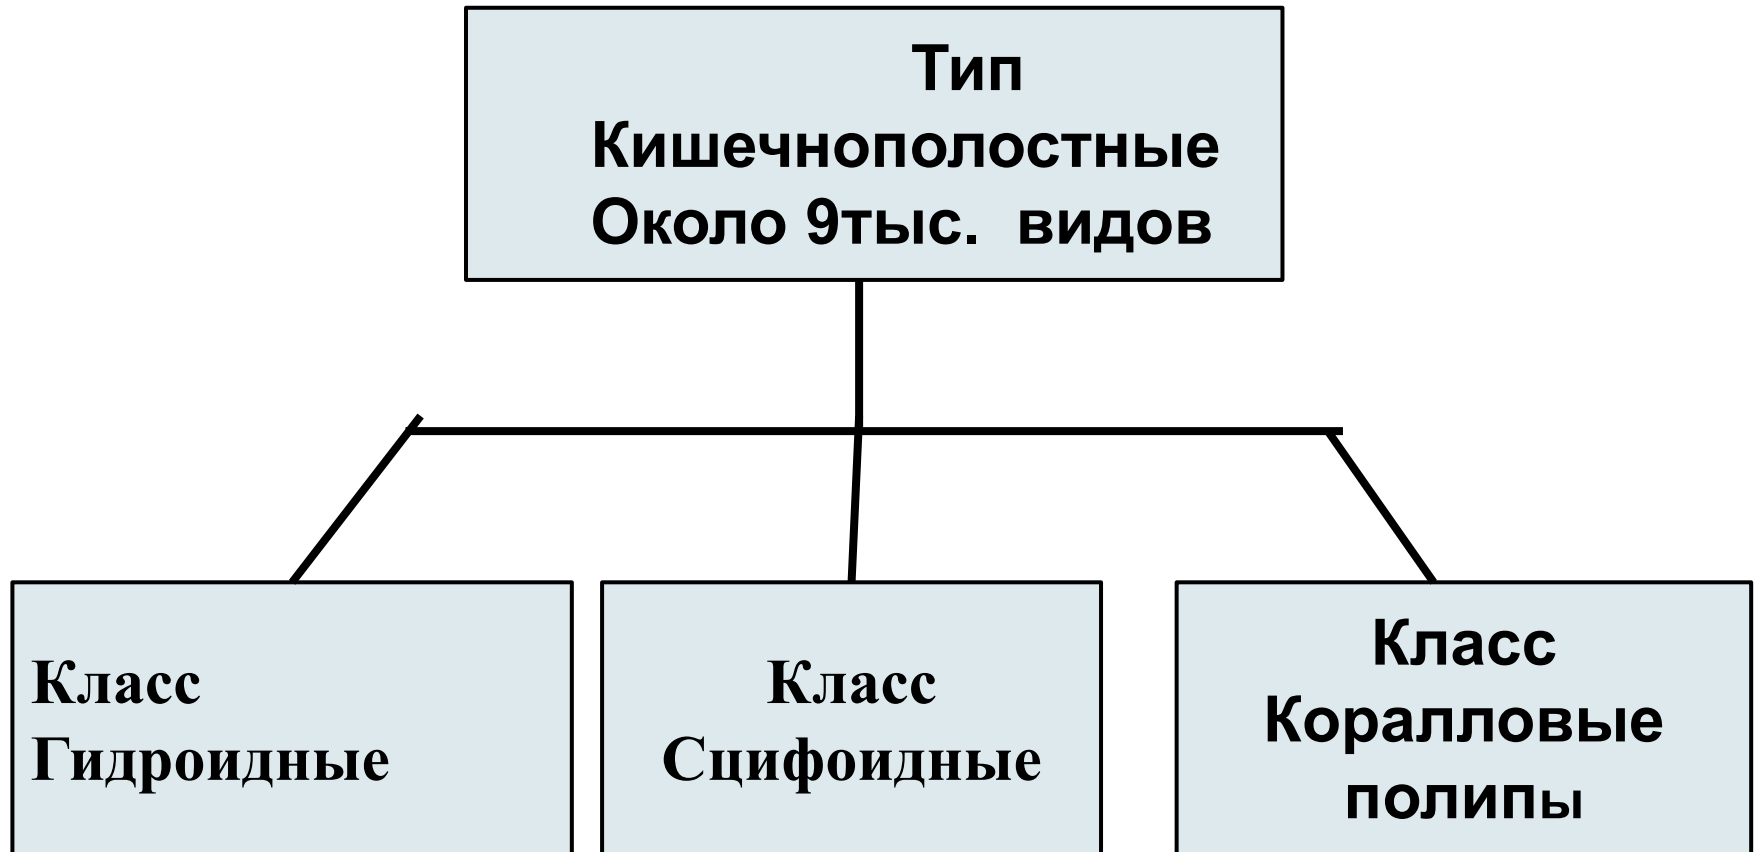 Тип
Кишечнополостные
Около 9тыс. видов
Класс
Гидроидные
Класс
Сцифоидные
Класс
Коралловые
полипы